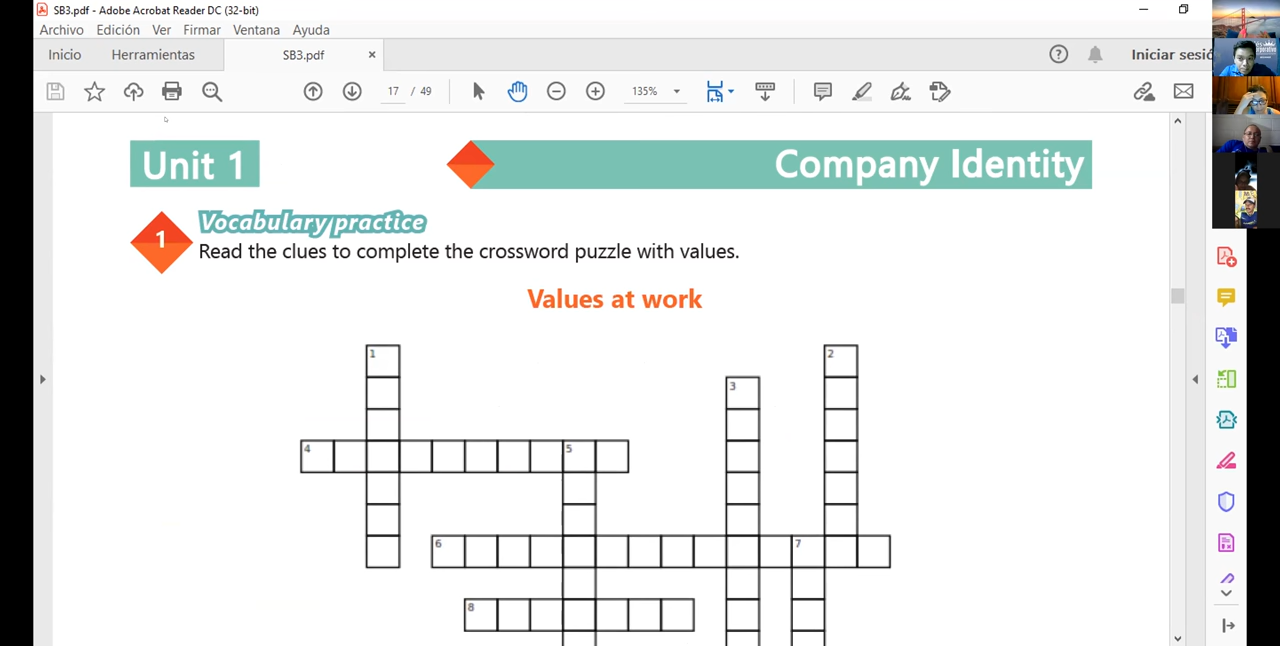 SB3.pdf - Adobe Acrobat Reader DC (32-bit)
Archivo Edición Ver Firmar Ventana Ayuda
Inicio Herramientas SB3.pdf × Iniciar sesió
17 / 49 135%
Unit 1 Company Identity
1 Vocabulary practice
Read the clues to complete the crossword puzzle with values.
Values at work
1 2
3
4 5
6 7
8